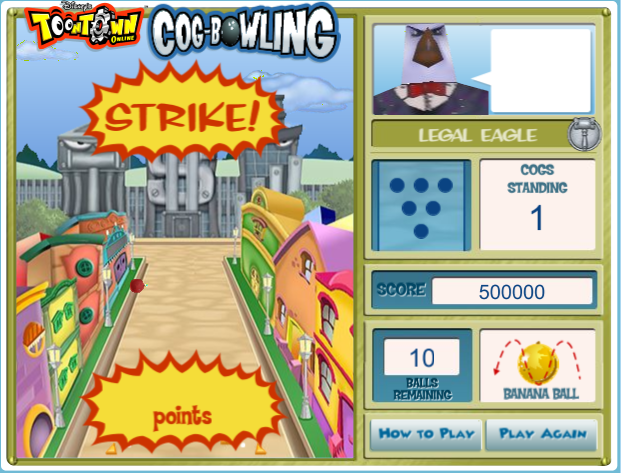 Disney's
TOONTOWN
ONLINE
COG-BOWLING
STRIKE!
LEGAL EAGLE
COGS
STANDING
1
SCORE 500000
10
BALLS
REMAINING
BANANA BALL
points
HOW TO PLAY
PLAY AGAIN